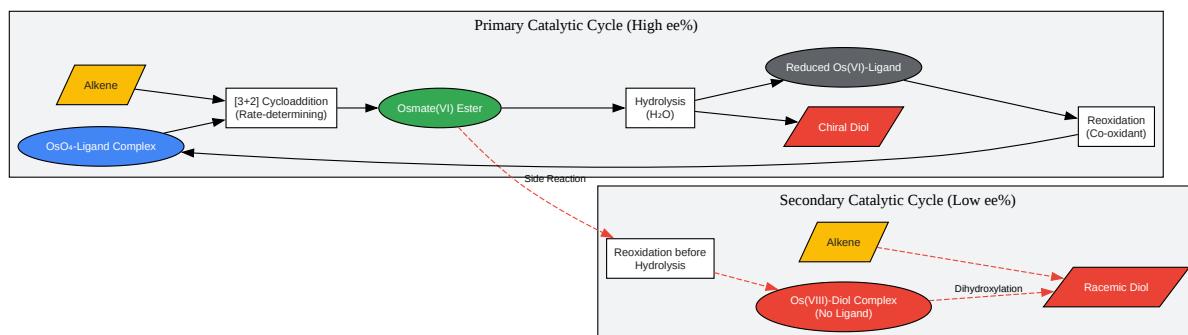 Primary Catalytic Cycle (High ee%)
Alkene
OsO₄-Ligand Complex
[3+2] Cycloaddition
(Rate-determining)
Osmate(VI) Ester
Hydrolysis
(H₂O)
Reduced Os(VI)-Ligand
Chiral Diol
Reoxidation
(Co-oxidant)
Side Reaction
Secondary Catalytic Cycle (Low ee%)
Reoxidation before
Hydrolysis
Alkene
Os(VIII)-Diol Complex
(No Ligand)
Dihydroxylation
Racemic Diol